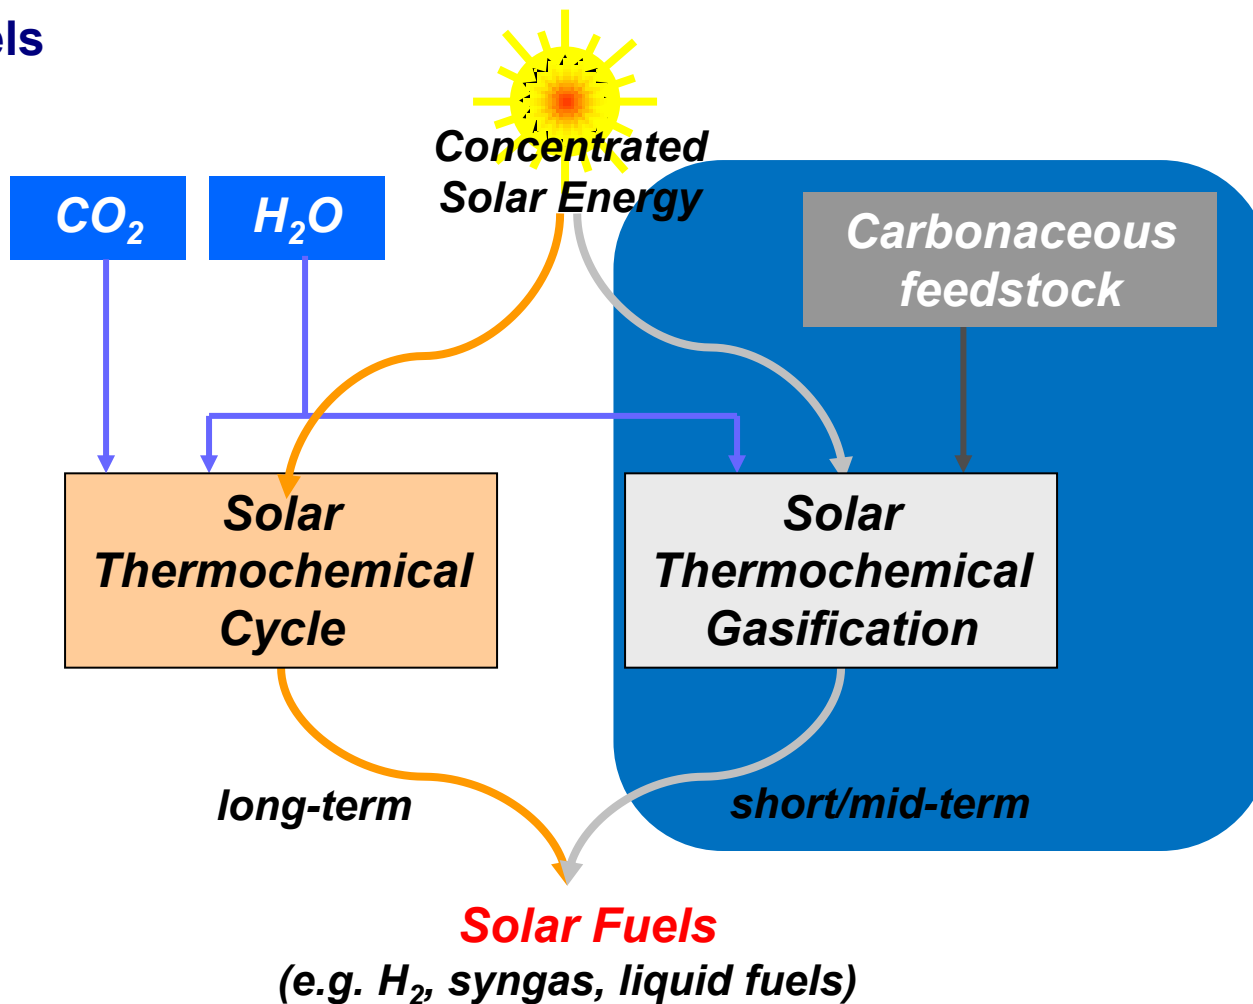 els
Concentrated
Solar Energy
CO₂
H₂O
Carbonaceous
feedstock
Solar
Thermochemical
Cycle
Solar
Thermochemical
Gasification
long-term
short/mid-term
Solar Fuels
(e.g. H₂, syngas, liquid fuels)